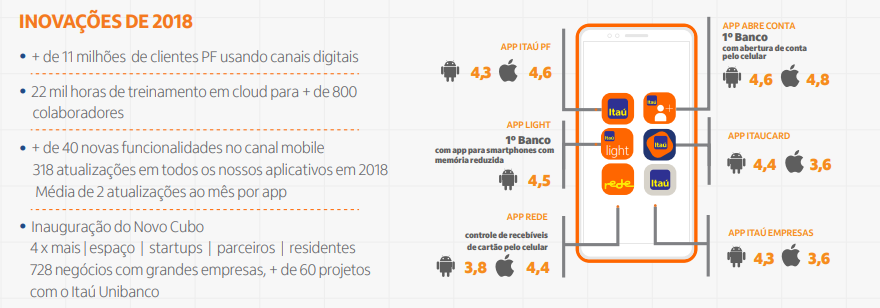 INOVAÇÕES DE 2018
• + de 11 milhões de clientes PF usando canais digitais
• 22 mil horas de treinamento em cloud para + de 800
colaboradores
• + de 40 novas funcionalidades no canal mobile
318 atualizações em todos os nossos aplicativos em 2018
Média de 2 atualizações ao mês por app
• Inauguração do Novo Cubo
4 x mais | espaço | startups | parceiros | residentes
728 negócios com grandes empresas, + de 60 projetos
com o Itaú Unibanco
APP ITAÚ PF
4,3 4,6
APP LIGHT
1º Banco
com app para smartphones com
memória reduzida
4,5
APP REDE
controle de recebíveis
de cartão pelo celular
3,8 4,4
Itaú
Itaú
Itaú
light
Itaú
rede
Itaú
APP ABRE CONTA
1º Banco
com abertura de conta
pelo celular
4,6 4,8
APP ITAUCARD
4,4 3,6
APP ITAÚ EMPRESAS
4,3 3,6